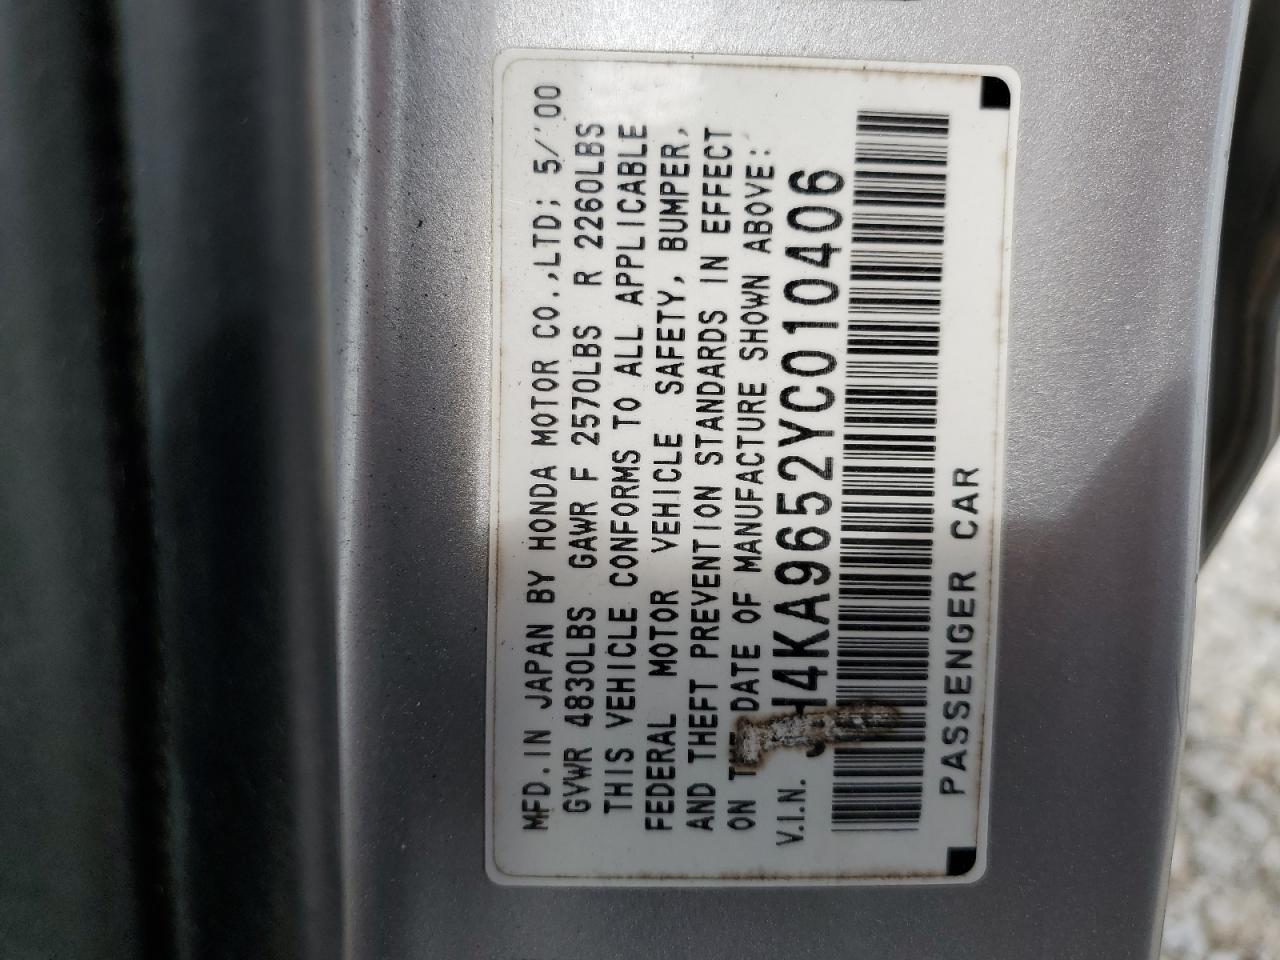 MFD. IN JAPAN BY HONDA MOTOR CO.,LTD; 5/'00
GVWR 4830LBS GAWR F 2570LBS R 2260LBS
THIS VEHICLE CONFORMS TO ALL APPLICABLE
FEDERAL MOTOR VEHICLE SAFETY, BUMPER,
AND THEFT PREVENTION STANDARDS IN EFFECT
ON THE DATE OF MANUFACTURE SHOWN ABOVE:
V.I.N. JH4KA9652YC010406
PASSENGER CAR